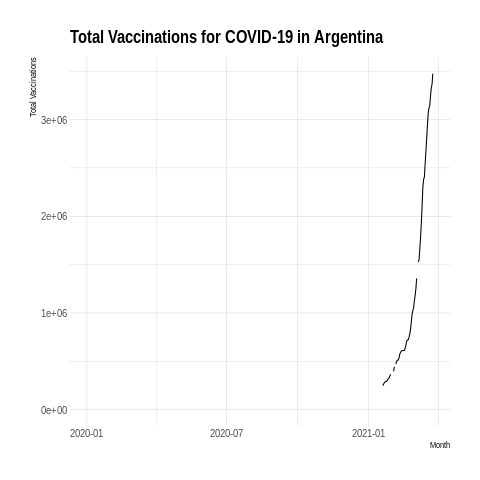 Total Vaccinations for COVID-19 in Argentina
Total Vaccinations
3e+06
2e+06
1e+06
0e+00
2020-01 2020-07 2021-01
Month